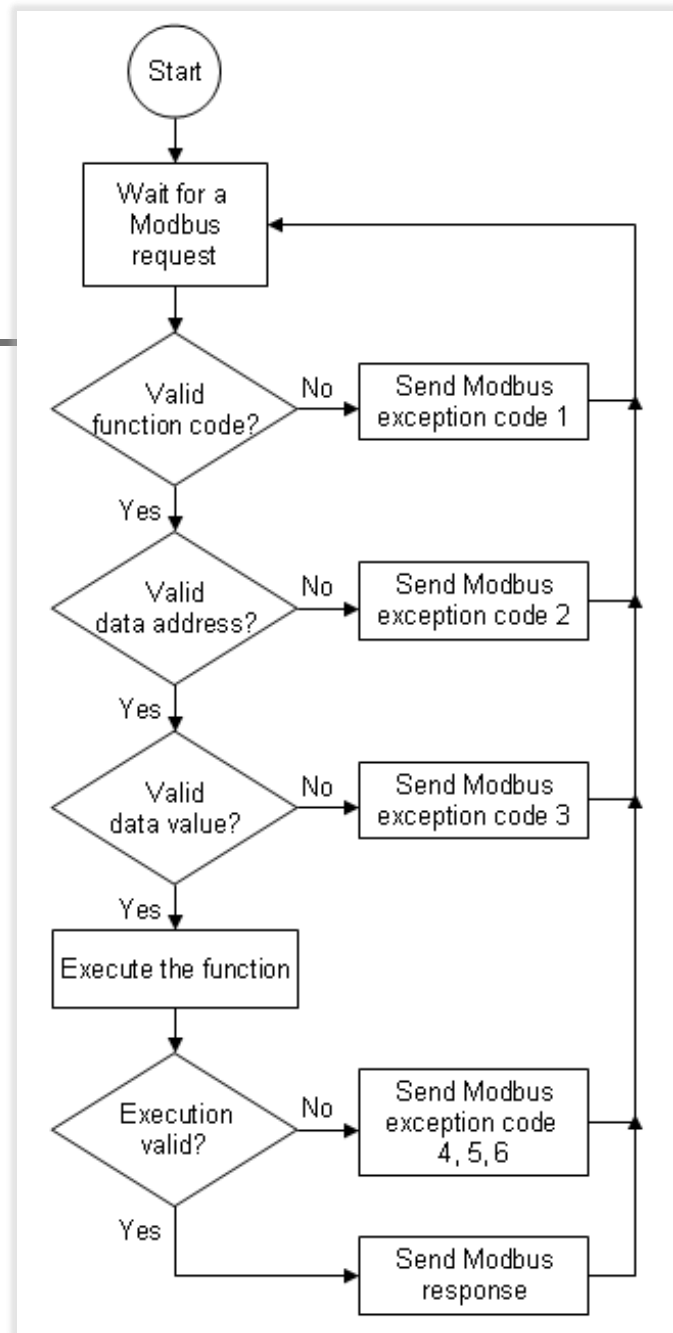 Start
Wait for a
Modbus
request
Valid
function code?
No
Send Modbus
exception code 1
Yes
Valid
data address?
No
Send Modbus
exception code 2
Yes
Valid
data value?
No
Send Modbus
exception code 3
Yes
Execute the function
Execution
valid?
No
Send Modbus
exception code
4, 5, 6
Yes
Send Modbus
response